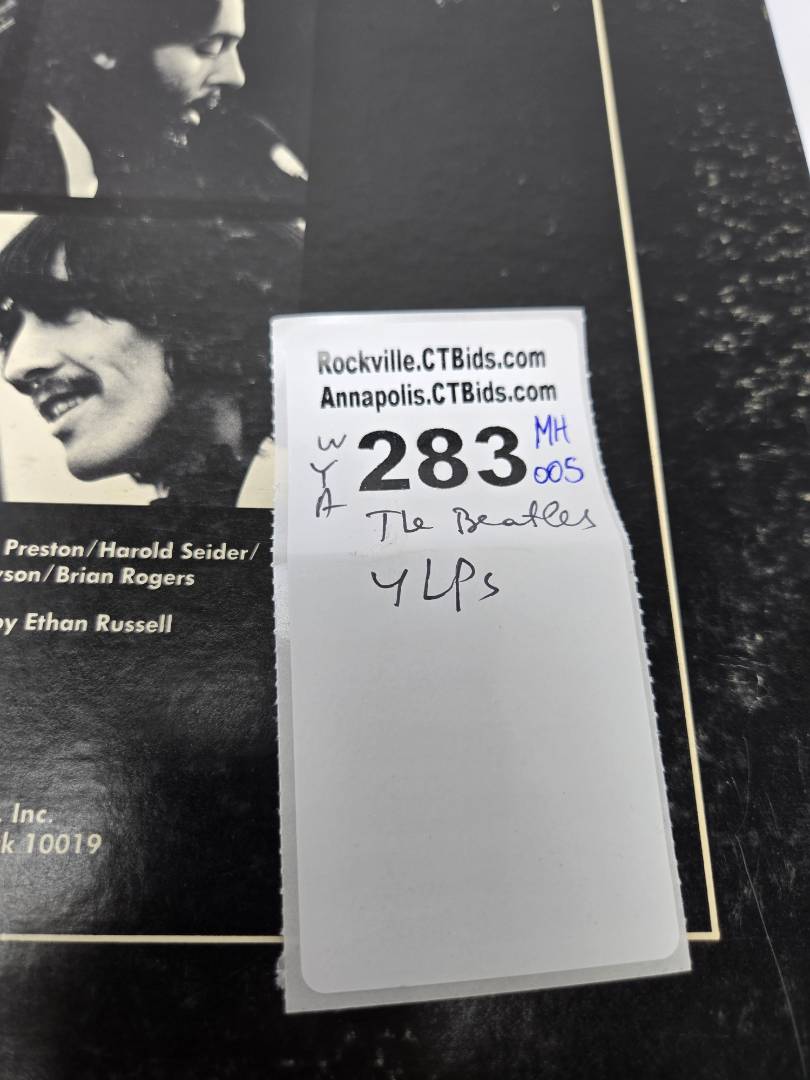 Rockville.CTBids.com
Annapolis.CTBids.com
W
Y
A
283
MH
005
The Beatles
4 LPs
Preston/Harold Seider/
son/Brian Rogers
by Ethan Russell
Inc.
k 10019